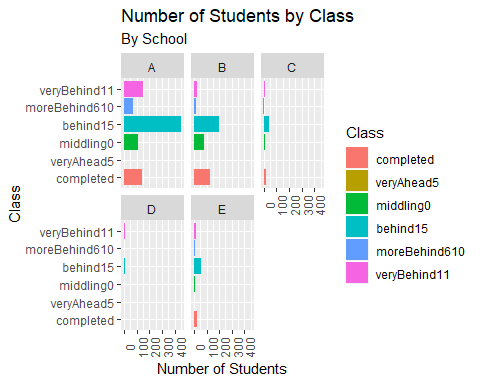 Number of Students by Class
By School
A B C
veryBehind11
moreBehind610
behind15
middling0
veryAhead5
completed
0 100 200 300 400
D E
veryBehind11
moreBehind610
behind15
middling0
veryAhead5
completed
0 100 200 300 400
0 100 200 300 400
Number of Students
Class
Class
completed
veryAhead5
middling0
behind15
moreBehind610
veryBehind11